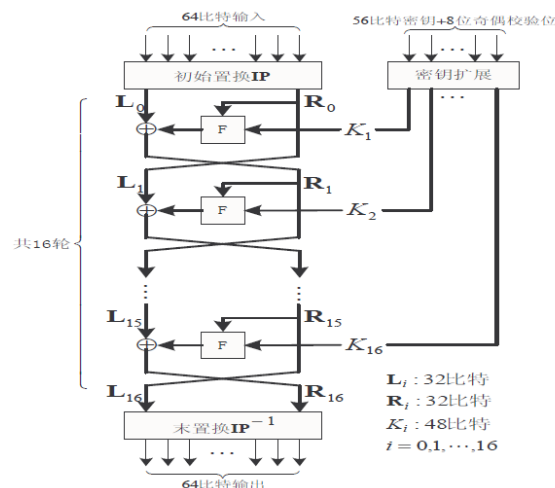 64比特输入
56比特密钥+8位奇偶校验位
…
…
初始置换IP
密钥扩展
…
L₀
R₀
F
K₁
L₁
R₁
F
K₂
共16轮
⋮
⋮
L₁₅
R₁₅
F
K₁₆
L₁₆
R₁₆
末置换IP⁻¹
…
64比特输出
Lᵢ : 32比特
Rᵢ : 32比特
Kᵢ : 48比特
i = 0,1,⋯,16